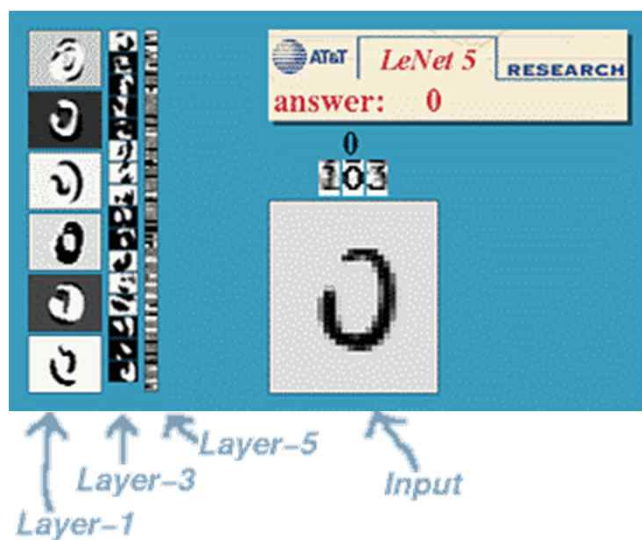 AT&T LeNet 5 RESEARCH
answer: 0
0
103
Layer-5
Layer-3
Input
Layer-1